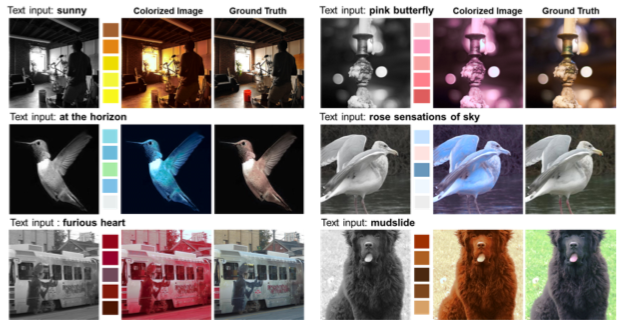 Text input: sunny
Colorized Image
Ground Truth
Text input: pink butterfly
Colorized Image
Ground Truth
Text input: at the horizon
Text input: rose sensations of sky
Text input : furious heart
Text input: mudslide